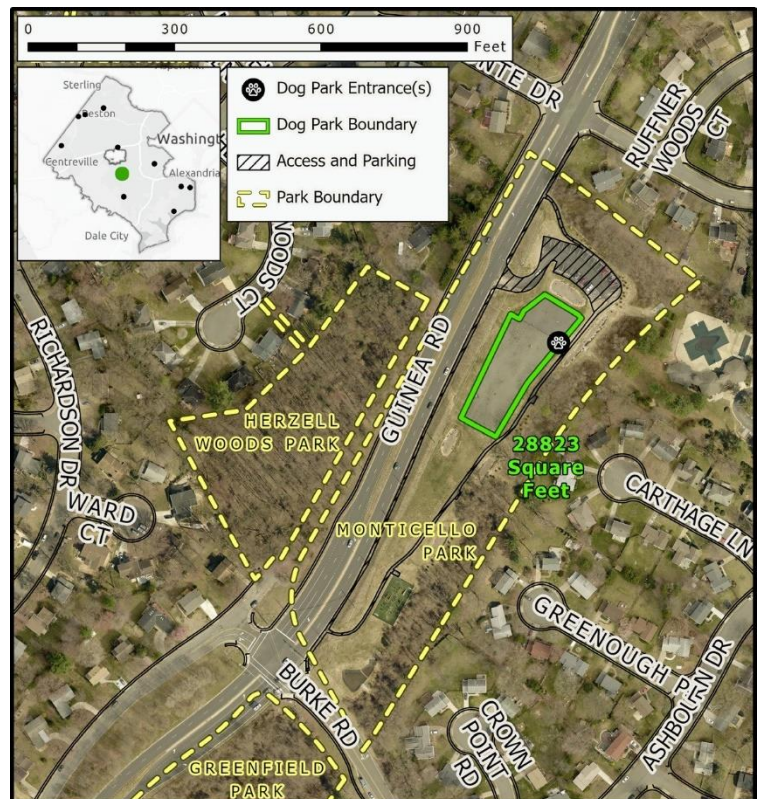 0 300 600 900
Feet
Sterling
Reston
Washingt
Centreville
Alexandria
Dale City
Dog Park Entrance(s)
Dog Park Boundary
Access and Parking
Park Boundary
NTE DR
RUFFNER
WOODS
CT
WOODS CT
GUINEA RD
RICHARDSON DR
HERZELL
WOODS PARK
WARD
CT
28823
Square
Feet
CARTHAGE LN
MONTICELLO
PARK
GREENOUGH PL
ASHBOURN DR
BURKE RD
CROWN
POINT
RD
GREENFIELD
PARK